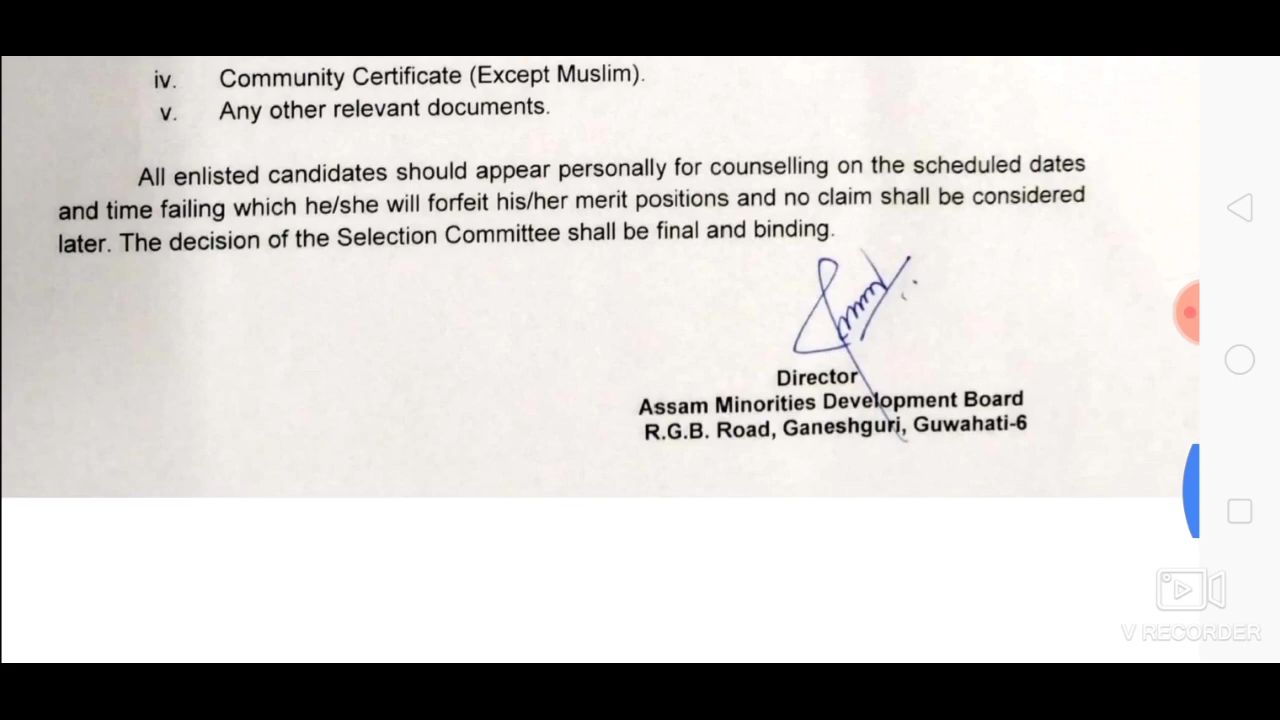 iv. Community Certificate (Except Muslim).
v. Any other relevant documents.
All enlisted candidates should appear personally for counselling on the scheduled dates
and time failing which he/she will forfeit his/her merit positions and no claim shall be considered
later. The decision of the Selection Committee shall be final and binding.
Director
Assam Minorities Development Board
R.G.B. Road, Ganeshguri, Guwahati-6
V RECORDER